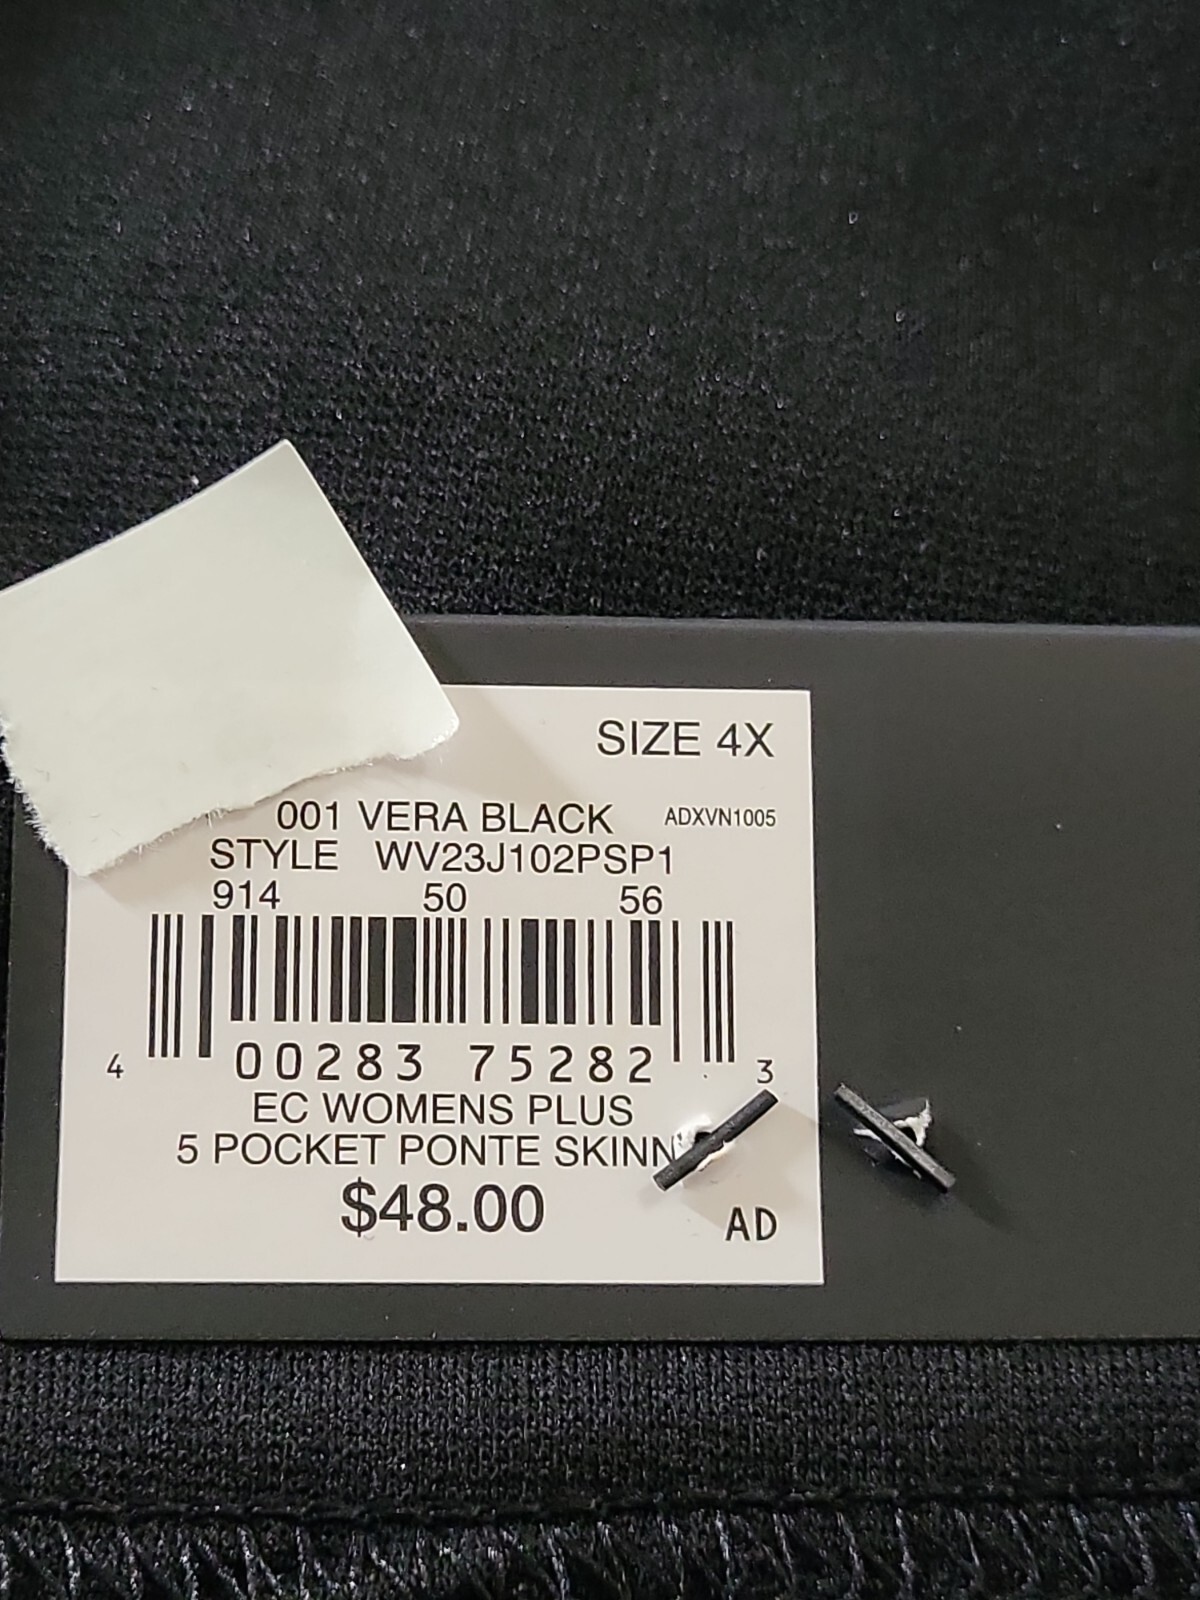 SIZE 4X
001 VERA BLACK ADXVN1005
STYLE WV23J102PSP1
914 50 56
4 00283 75282 3
EC WOMENS PLUS
5 POCKET PONTE SKINN
$48.00
AD